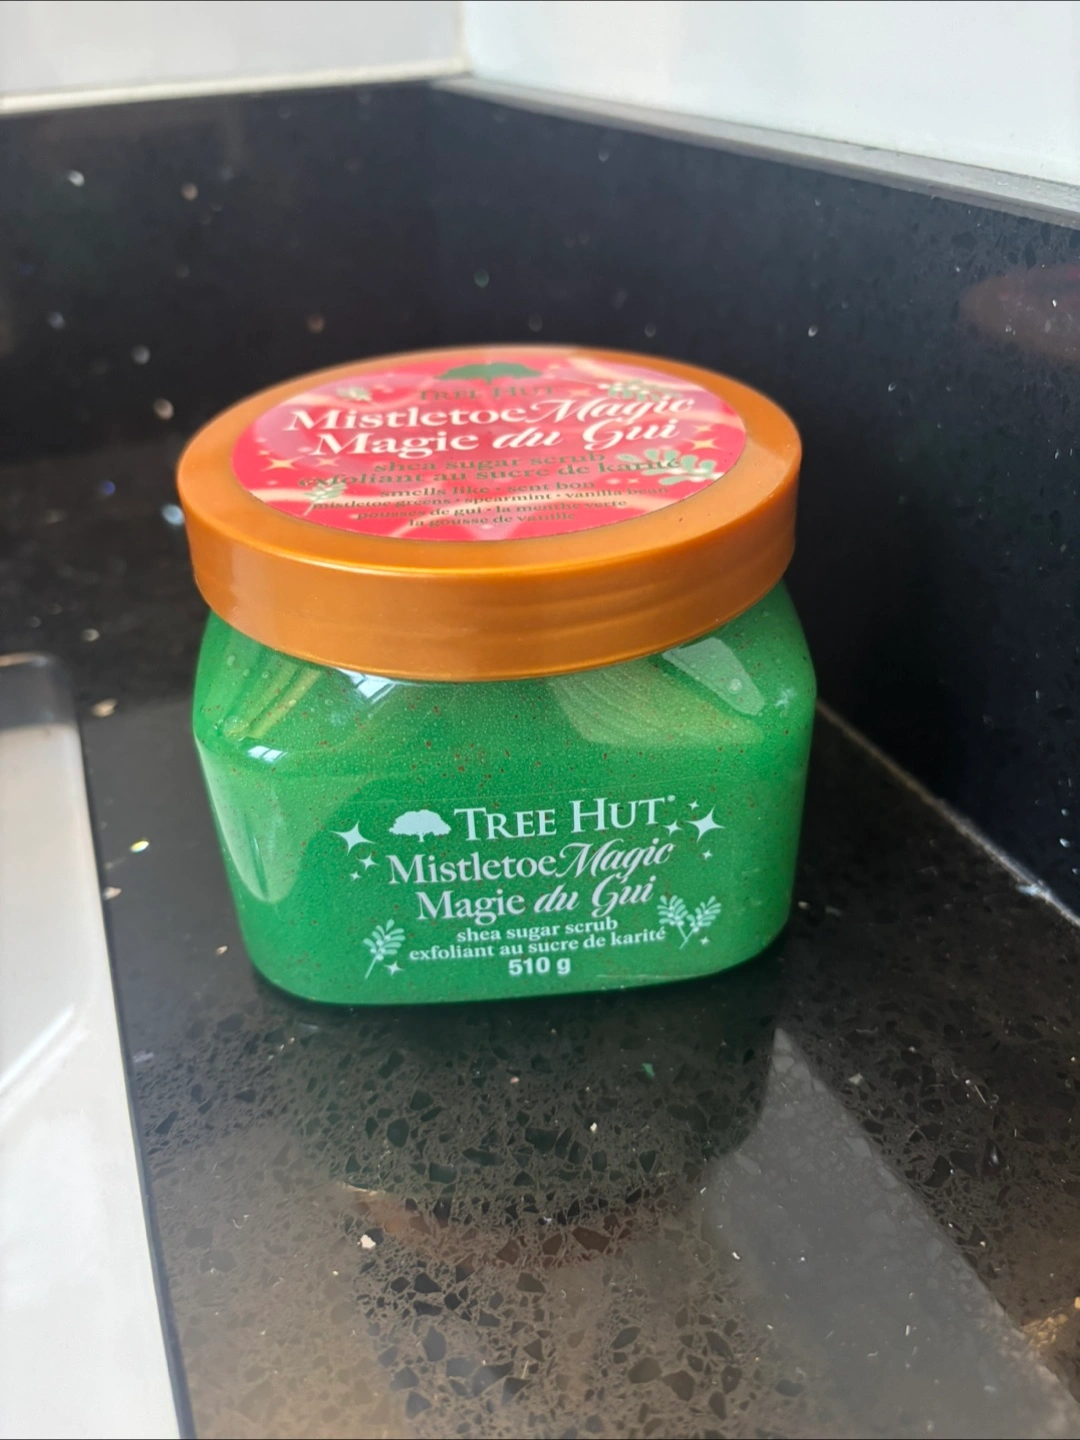 TREE HUT
Mistletoe Magic
Magie du Gui
shea sugar scrub
exfoliant au sucre de karité
smells like • sent bon
mistletoe greens • spearmint • vanilla bean
pousses de gui • la menthe verte
la gousse de vanille
TREE HUT®
Mistletoe Magic
Magie du Gui
shea sugar scrub
exfoliant au sucre de karité
510 g